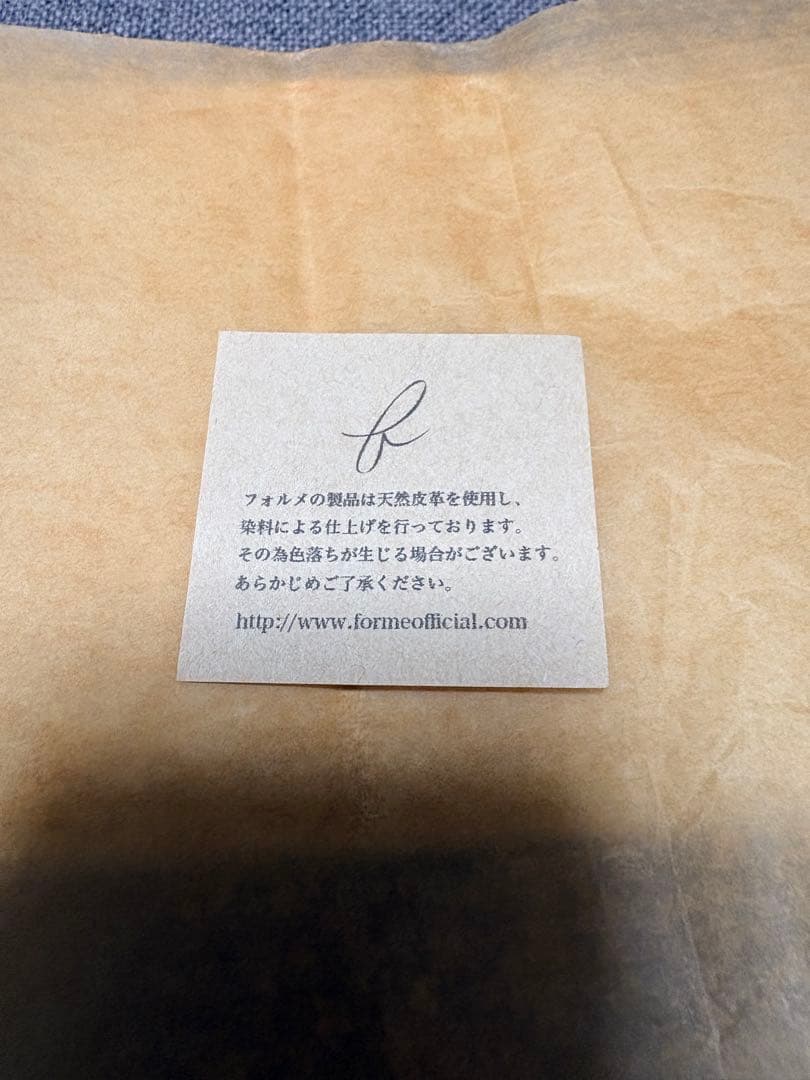 f
フォルメの製品は天然皮革を使用し、
染料による仕上げを行っております。
その為色落ちが生じる場合がございます。
あらかじめご了承ください。
http://www.formeofficial.com